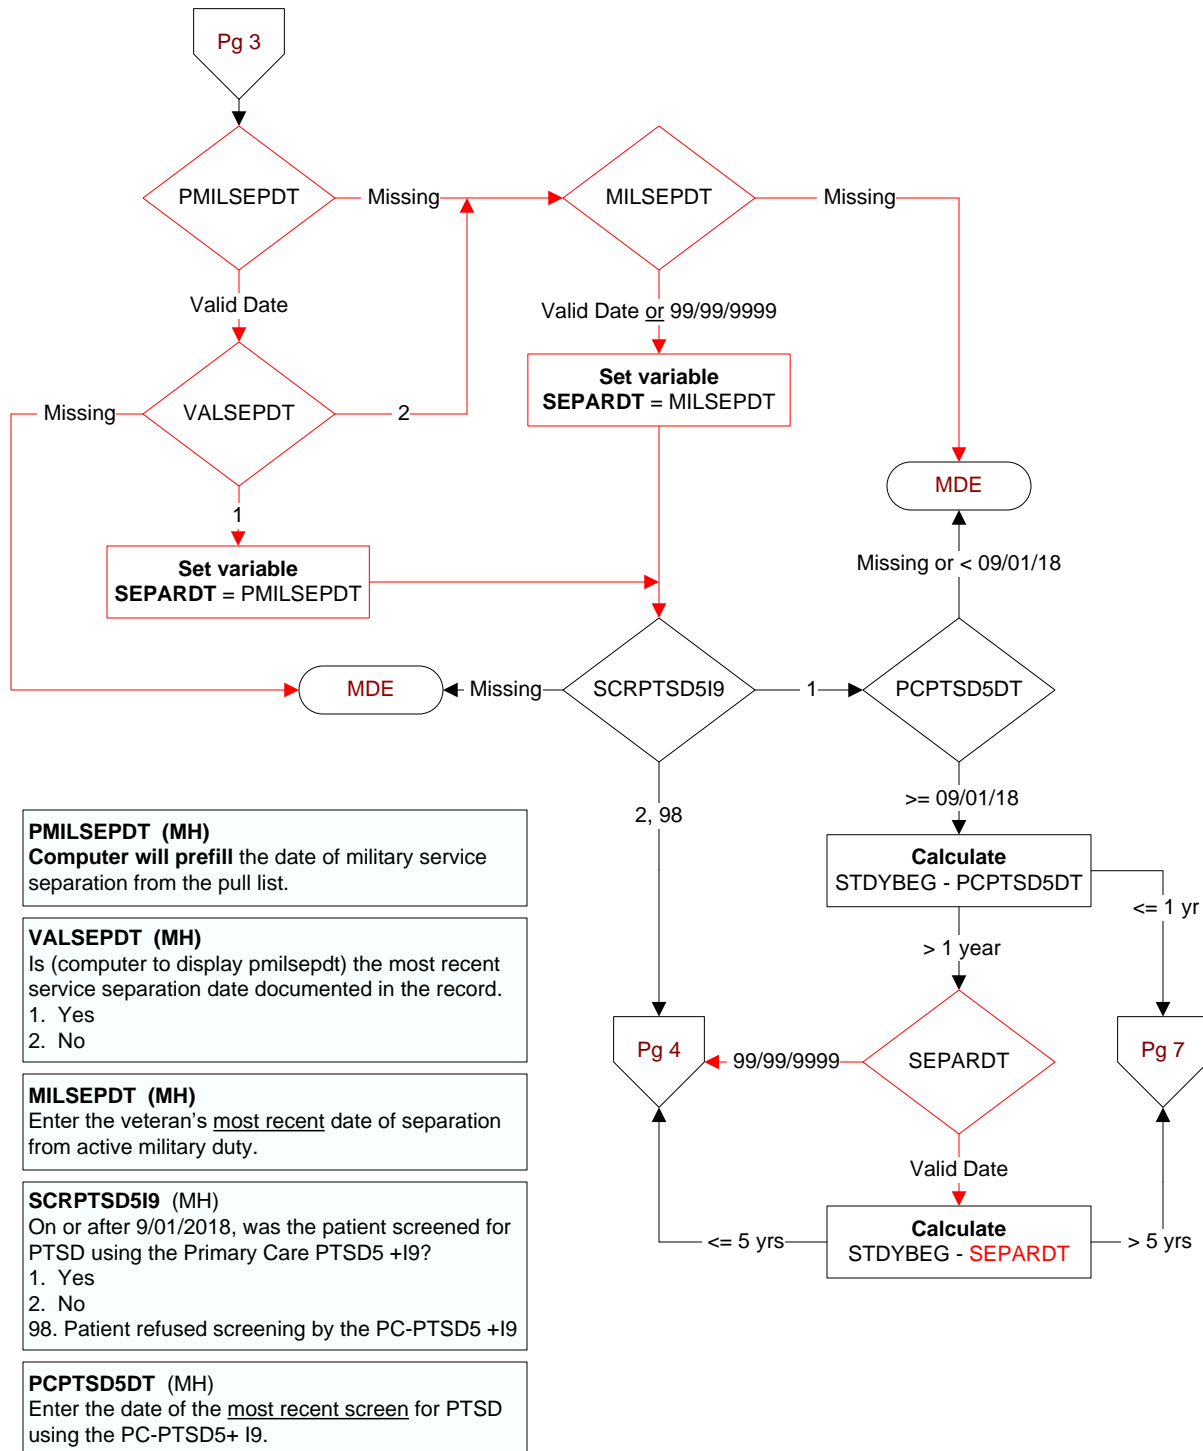 Pg 3
PMILSEPDT
Missing
MILSEPDT
Missing
Valid Date
Valid Date or 99/99/9999
Set variable
SEPARDT = MILSEPDT
Missing
VALSEPDT
2
MDE
1
Set variable
SEPARDT = PMILSEPDT
Missing or < 09/01/18
MDE
Missing
SCRPTSD5I9
1
PCPTSD5DT
2, 98
>= 09/01/18
Calculate
STDYBEG - PCPTSD5DT
<= 1 yr
> 1 year
Pg 4
99/99/9999
SEPARDT
Pg 7
Valid Date
<= 5 yrs
Calculate
STDYBEG - SEPARDT
> 5 yrs
PMILSEPDT (MH)
Computer will prefill the date of military service
separation from the pull list.
VALSEPDT (MH)
Is (computer to display pmilsepdt) the most recent
service separation date documented in the record.
1. Yes
2. No
MILSEPDT (MH)
Enter the veteran's most recent date of separation
from active military duty.
SCRPTSD5I9 (MH)
On or after 9/01/2018, was the patient screened for
PTSD using the Primary Care PTSD5 +I9?
1. Yes
2. No
98. Patient refused screening by the PC-PTSD5 +I9
PCPTSD5DT (MH)
Enter the date of the most recent screen for PTSD
using the PC-PTSD5+ I9.